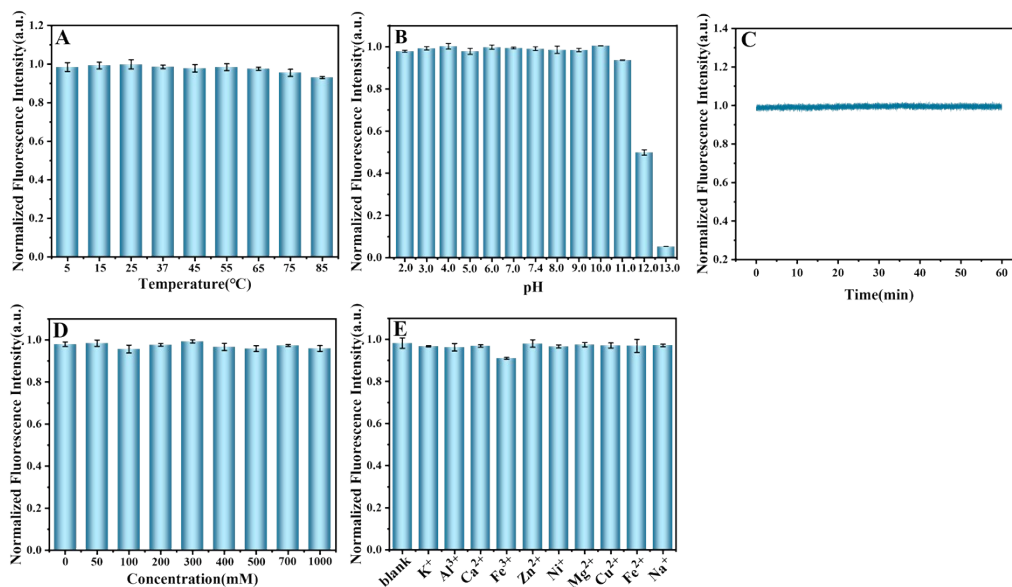 A
Normalized Fluorescence Intensity(a.u.)
1.2
1.0
0.8
0.6
0.4
0.2
0.0
5 15 25 37 45 55 65 75 85
Temperature(°C)
B
Normalized Fluorescence Intensity(a.u.)
1.0
0.8
0.6
0.4
0.2
0.0
2.0 3.0 4.0 5.0 6.0 7.0 7.4 8.0 9.0 10.0 11.0 12.0 13.0
pH
C
Normalized Fluorescence Intensity(a.u.)
1.4
1.2
1.0
0.8
0.6
0.4
0.2
0 10 20 30 40 50 60
Time(min)
D
Normalized Fluorescence Intensity(a.u.)
1.0
0.8
0.6
0.4
0.2
0.0
0 50 100 200 300 400 500 700 1000
Concentration(mM)
E
Normalized Fluorescence Intensity(a.u.)
1.0
0.8
0.6
0.4
0.2
0.0
blank K⁺ Al³⁺ Ca²⁺ Fe³⁺ Zn²⁺ Ni⁺ Mg²⁺ Cu²⁺ Fe²⁺ Na⁺